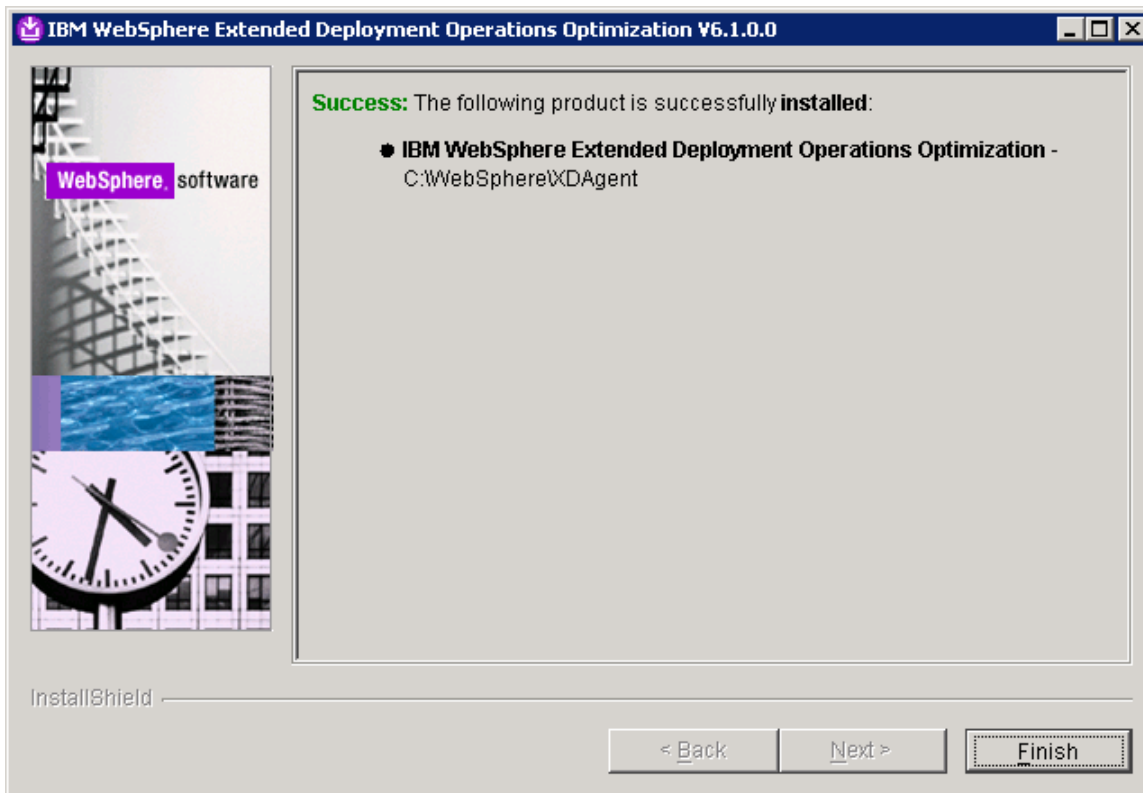 IBM WebSphere Extended Deployment Operations Optimization V6.1.0.0
WebSphere. software
Success: The following product is successfully installed:
IBM WebSphere Extended Deployment Operations Optimization -
C:\WebSphere\XDAgent
InstallShield
< Back
Next >
Finish